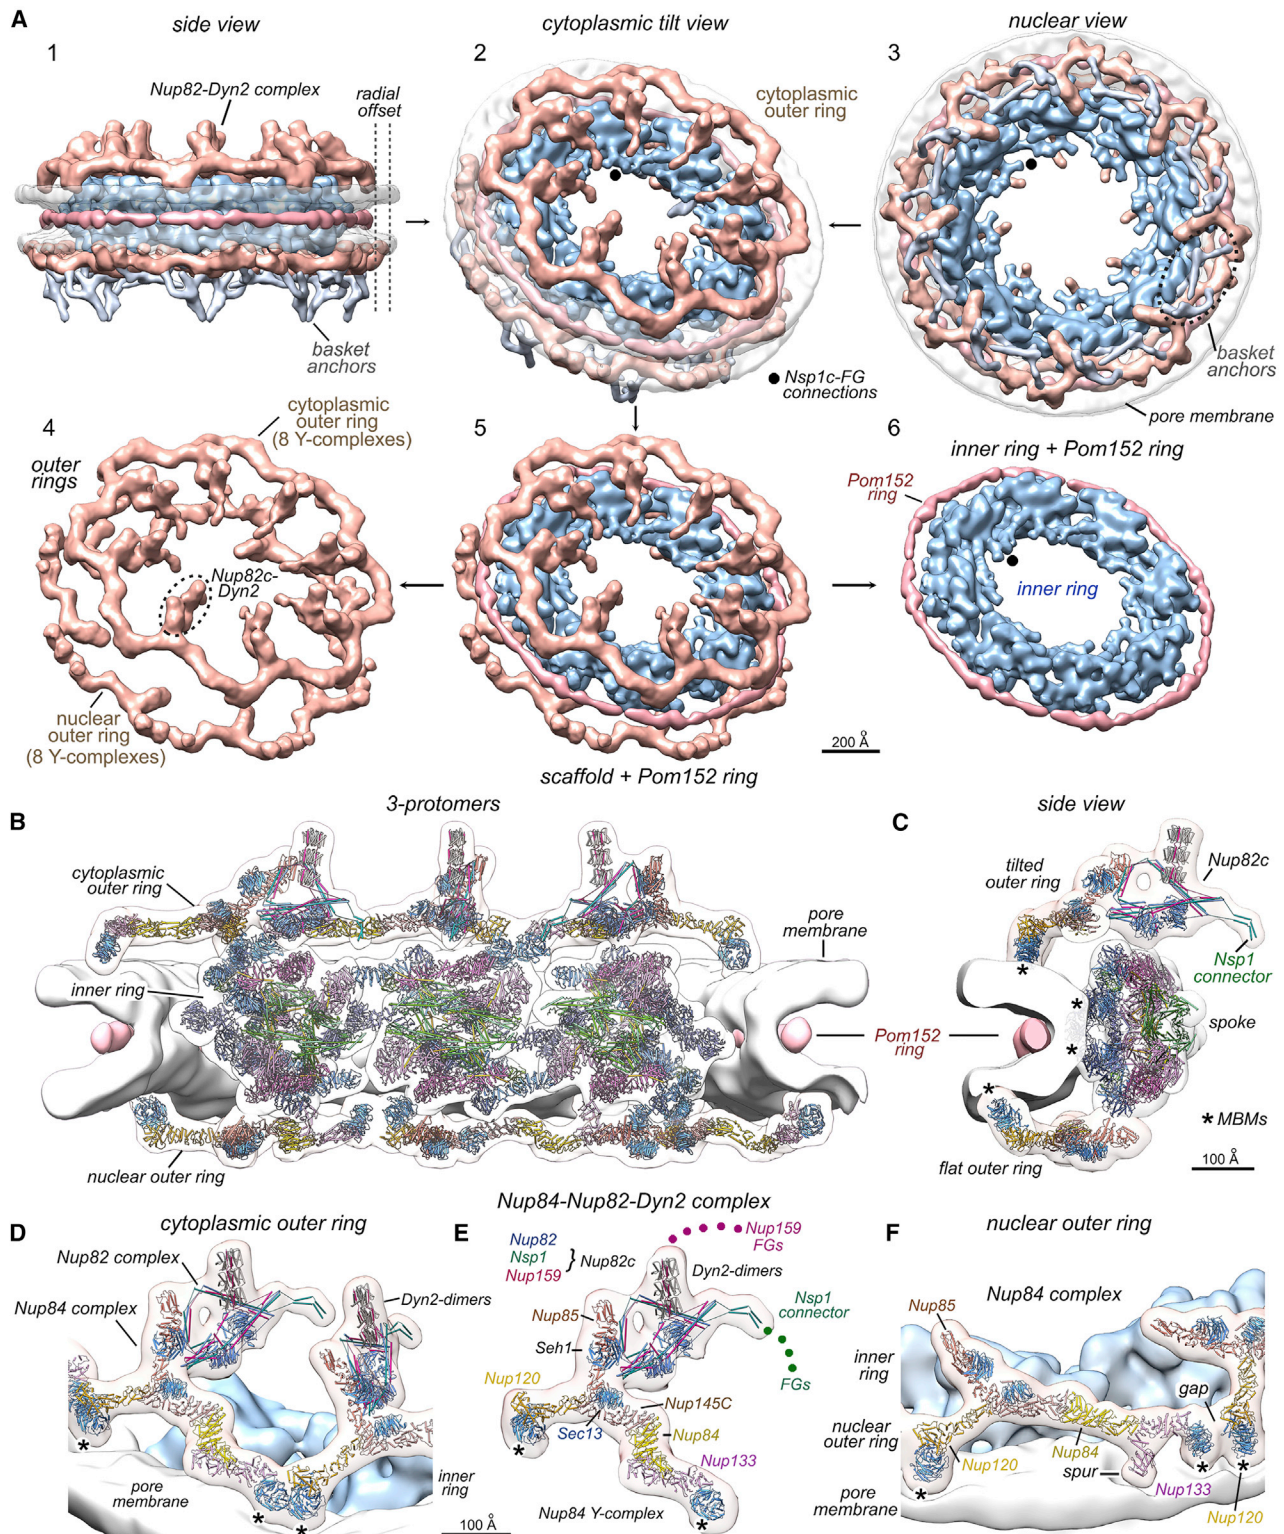 A
side view
cytoplasmic tilt view
nuclear view
1
2
3
Nup82-Dyn2 complex
radial
offset
cytoplasmic
outer ring
basket
anchors
Nsp1c-FG
connections
basket
anchors
pore membrane
4
5
6
cytoplasmic
outer ring
(8 Y-complexes)
outer
rings
inner ring + Pom152 ring
Pom152
ring
Nup82c-
Dyn2
inner ring
nuclear
outer ring
(8 Y-complexes)
200 Å
scaffold + Pom152 ring
B
3-protomers
cytoplasmic
outer ring
pore
membrane
inner ring
Pom152
ring
nuclear outer ring
C
side view
tilted
outer ring
Nup82c
Nsp1
connector
spoke
* MBMs
flat outer ring
100 Å
*
*
*
*
D
cytoplasmic outer ring
Nup82 complex
Nup84 complex
Dyn2-dimers
*
pore
membrane
*
*
inner
ring
100 Å
Nup84-Nup82-Dyn2 complex
E
Nup82
Nsp1
Nup159
} Nup82c
Nup159
FGs
Dyn2-dimers
Nup85
Nsp1
connector
Seh1
Nup120
FGs
Nup145C
Sec13
Nup84
*
Nup133
Nup84 Y-complex
*
F
nuclear outer ring
Nup85
Nup84 complex
inner
ring
gap
nuclear
outer ring
Nup120
Nup84
spur
Nup133
pore
membrane
*
*
*
Nup120